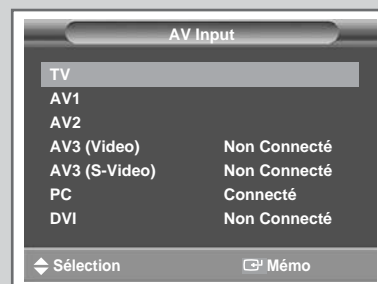 AV Input
TV
AV1
AV2
AV3 (Video) Non Connecté
AV3 (S-Video) Non Connecté
PC Connecté
DVI Non Connecté
Sélection Mémo